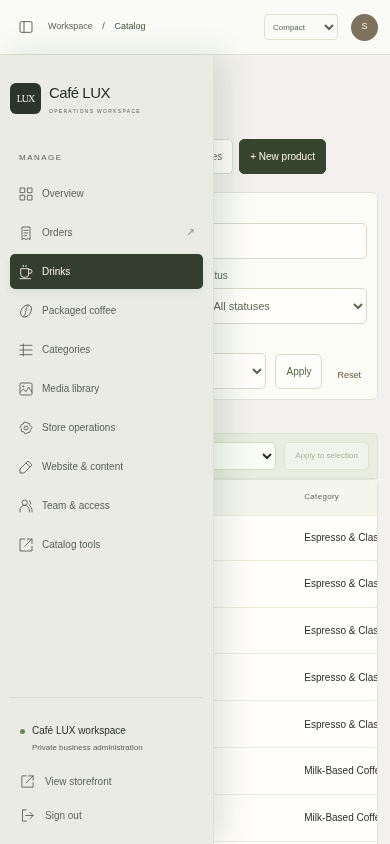 Workspace / Catalog
Compact
S
LUX
Café LUX
OPERATIONS WORKSPACE
MANAGE
Overview
Orders ↗
Drinks
Packaged coffee
Categories
Media library
Store operations
Website & content
Team & access
Catalog tools
Café LUX workspace
Private business administration
View storefront
Sign out
+ New product
All statuses
Apply
Reset
Apply to selection
Category
Espresso & Clas
Espresso & Clas
Espresso & Clas
Espresso & Clas
Espresso & Clas
Milk-Based Coffe
Milk-Based Coffe